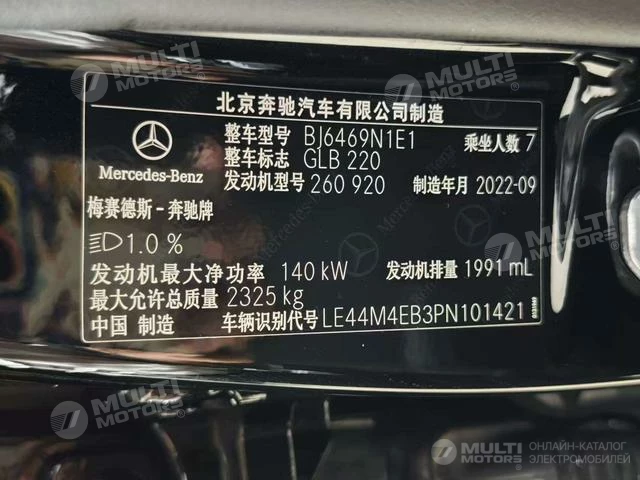 北京奔驰汽车有限公司制造
整车型号 BJ6469N1E1 乘坐人数 7
整车标志 GLB 220
发动机型号 260 920 制造年月 2022-09
Mercedes-Benz
梅赛德斯-奔驰牌
1.0 %
发动机最大净功率 140 kW 发动机排量 1991 mL
最大允许总质量 2325 kg
中国 制造 车辆识别代号 LE44M4EB3PN101421
MULTI MOTORS
MULTI MOTORS
MULTI MOTORS
MULTI MOTORS
MULTI MOTORS
ОНЛАЙН-КАТАЛОГ
ЭЛЕКТРОМОБИЛЕЙ